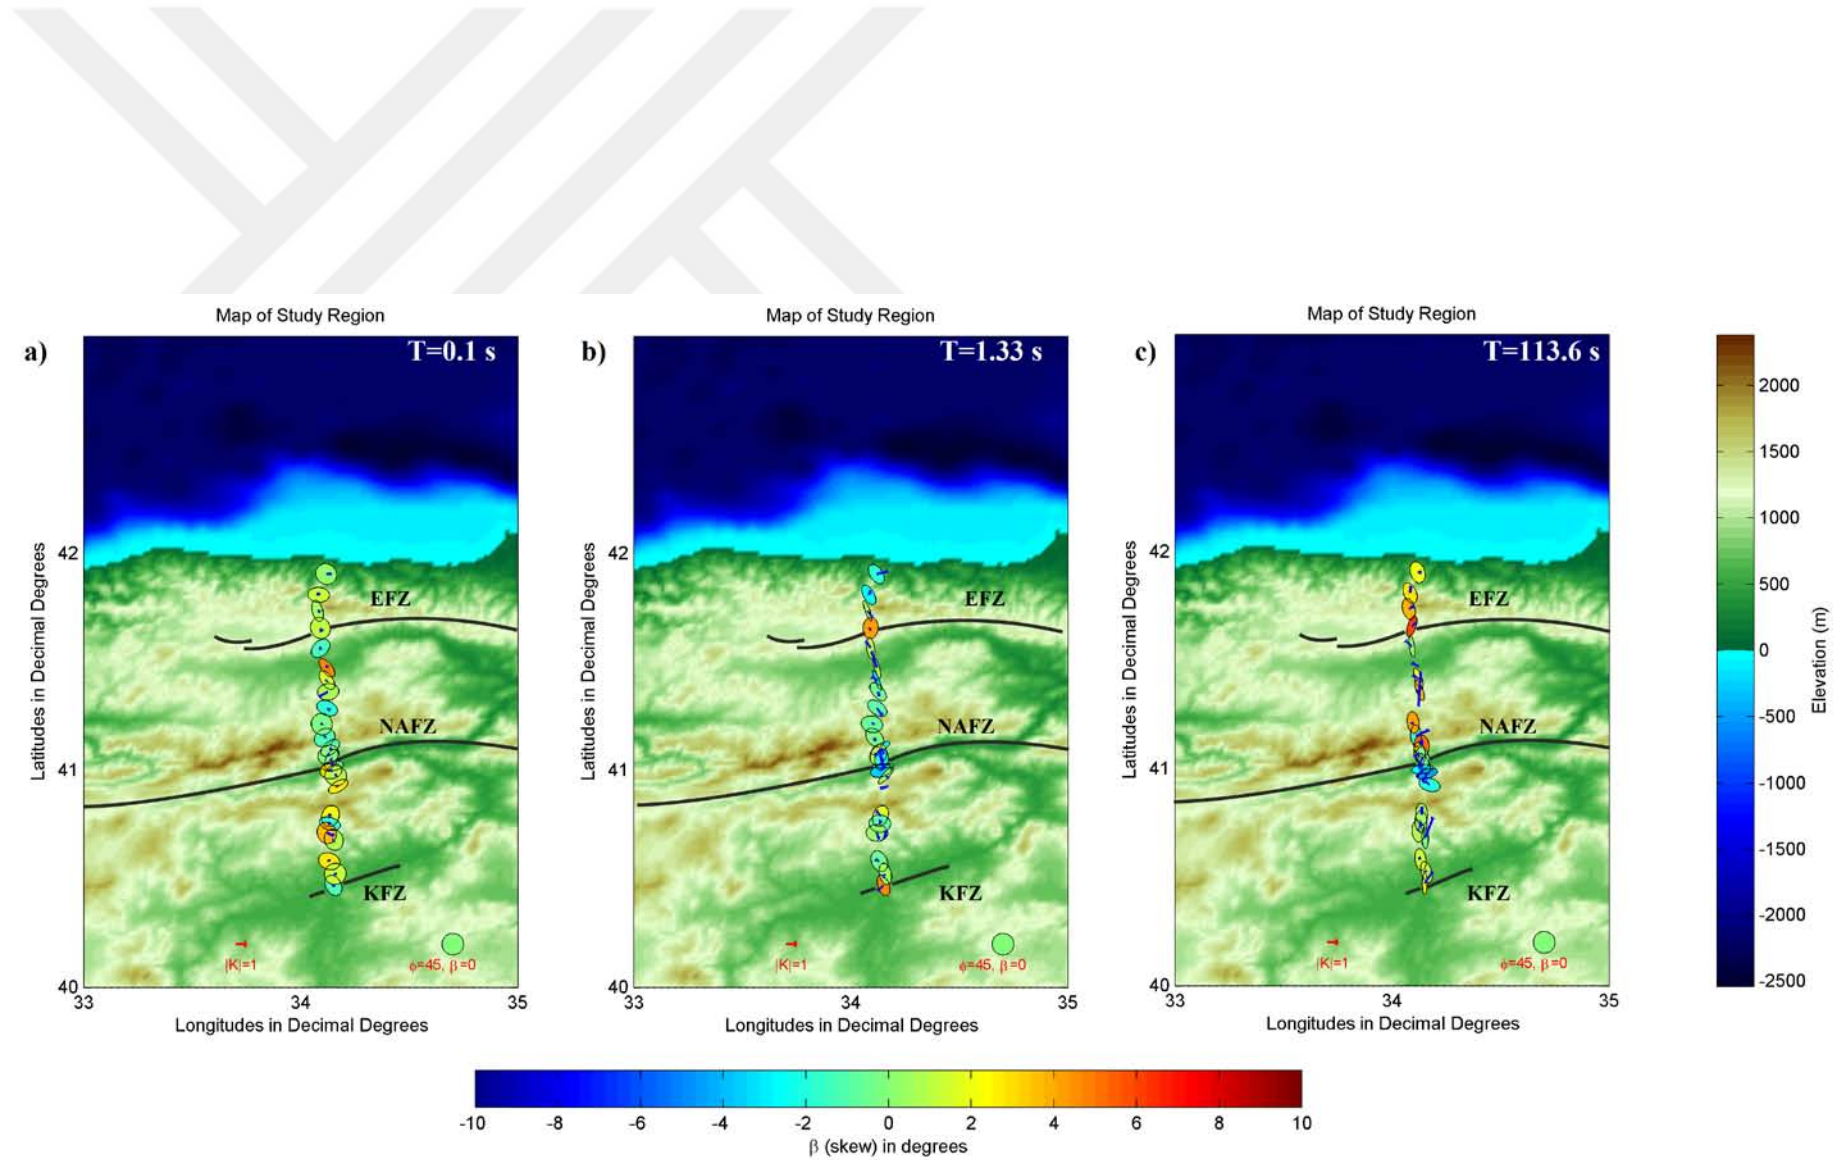 Map of Study Region
a)
T=0.1 s
EFZ
NAFZ
KFZ
|K|=1
ϕ=45, β=0
42
41
40
33
34
35
Latitudes in Decimal Degrees
Longitudes in Decimal Degrees
Map of Study Region
b)
T=1.33 s
EFZ
NAFZ
KFZ
|K|=1
ϕ=45, β=0
42
41
40
33
34
35
Latitudes in Decimal Degrees
Longitudes in Decimal Degrees
Map of Study Region
c)
T=113.6 s
EFZ
NAFZ
KFZ
|K|=1
ϕ=45, β=0
42
41
40
33
34
35
Latitudes in Decimal Degrees
Longitudes in Decimal Degrees
2000
1500
1000
500
0
-500
-1000
-1500
-2000
-2500
Elevation (m)
-10
-8
-6
-4
-2
0
2
4
6
8
10
β (skew) in degrees